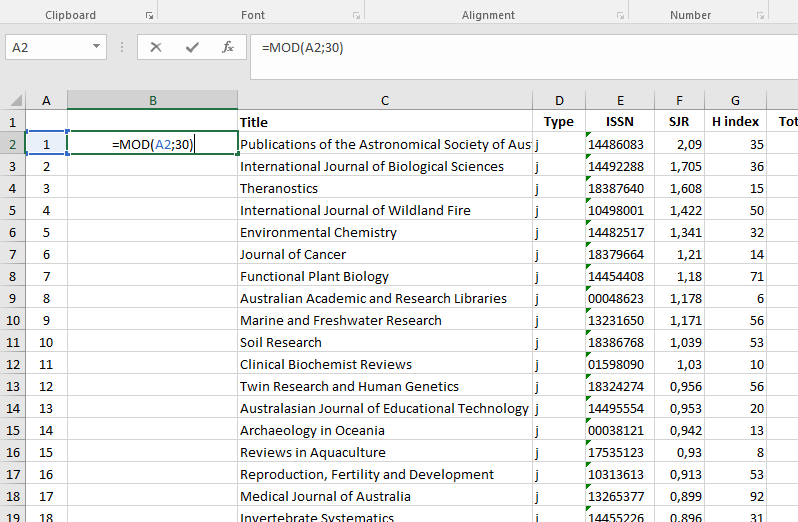 Clipboard Font Alignment Number
A2 fx =MOD(A2;30)
A B C D E F G
1 Title Type ISSN SJR H index Tot
2 1 =MOD(A2;30) Publications of the Astronomical Society of Aus j 14486083 2,09 35
3 2 International Journal of Biological Sciences j 14492288 1,705 36
4 3 Theranostics j 18387640 1,608 15
5 4 International Journal of Wildland Fire j 10498001 1,422 50
6 5 Environmental Chemistry j 14482517 1,341 32
7 6 Journal of Cancer j 18379664 1,21 14
8 7 Functional Plant Biology j 14454408 1,18 71
9 8 Australian Academic and Research Libraries j 00048623 1,178 6
10 9 Marine and Freshwater Research j 13231650 1,171 56
11 10 Soil Research j 18386768 1,039 53
12 11 Clinical Biochemist Reviews j 01598090 1,03 10
13 12 Twin Research and Human Genetics j 18324274 0,956 56
14 13 Australasian Journal of Educational Technology j 14495554 0,953 20
15 14 Archaeology in Oceania j 00038121 0,942 13
16 15 Reviews in Aquaculture j 17535123 0,93 8
17 16 Reproduction, Fertility and Development j 10313613 0,913 53
18 17 Medical Journal of Australia j 13265377 0,899 92
19 18 Invertebrate Systematics j 14455226 0,896 31